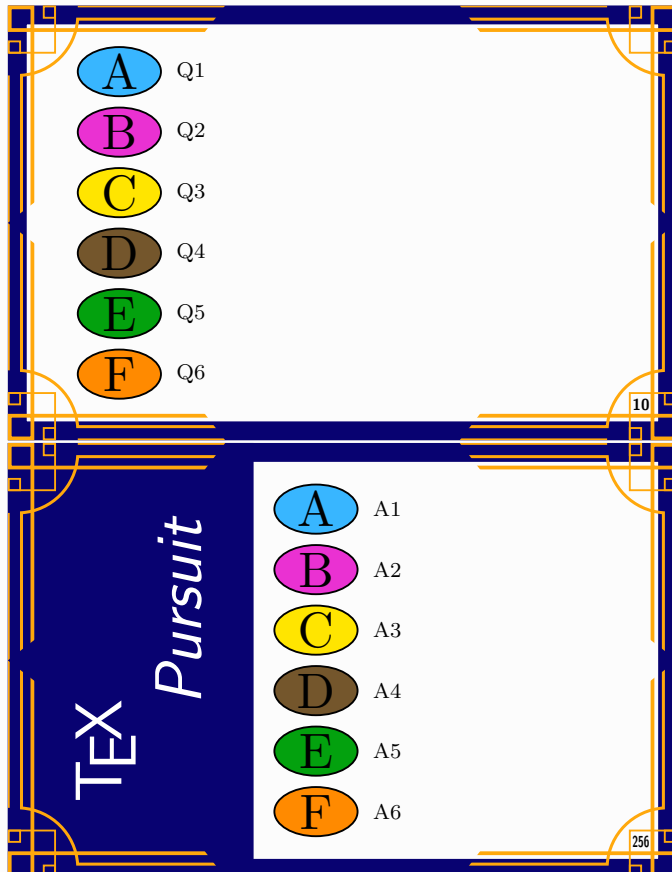 A Q1
B Q2
C Q3
D Q4
E Q5
F Q6
10
TEX
Pursuit
A A1
B A2
C A3
D A4
E A5
F A6
256